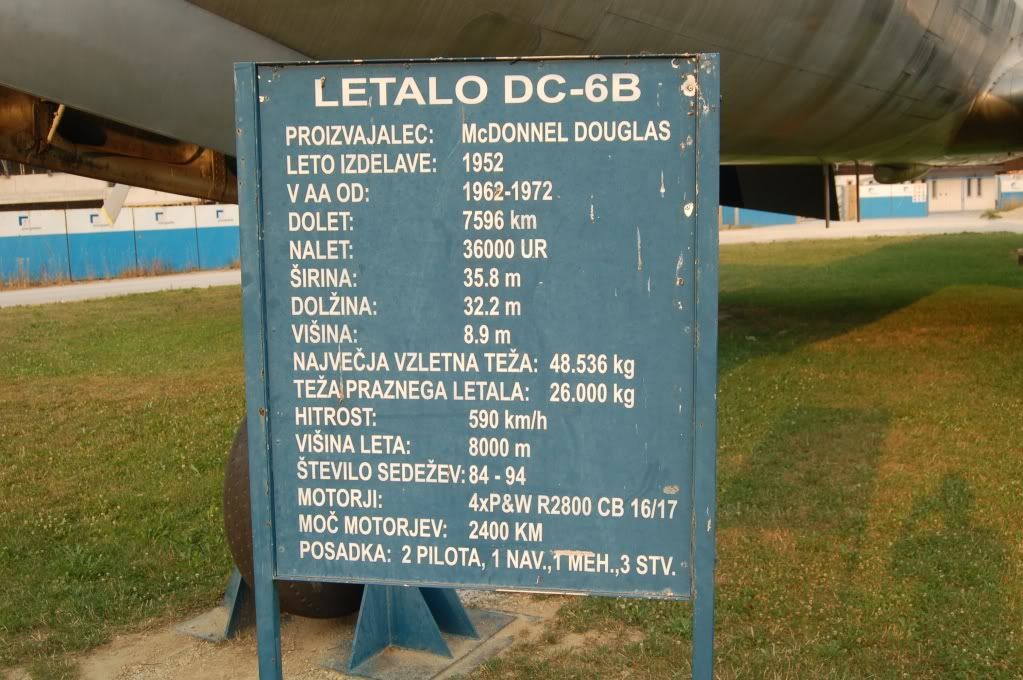 LETALO DC-6B
PROIZVAJALEC: McDONNEL DOUGLAS
LETO IZDELAVE: 1952
V AA OD: 1962-1972
DOLET: 7596 km
NALET: 36000 UR
ŠIRINA: 35.8 m
DOLŽINA: 32.2 m
VIŠINA: 8.9 m
NAJVEČJA VZLETNA TEŽA: 48.536 kg
TEŽA PRAZNEGA LETALA: 26.000 kg
HITROST: 590 km/h
VIŠINA LETA: 8000 m
ŠTEVILO SEDEŽEV: 84 - 94
MOTORJI: 4xP&W R2800 CB 16/17
MOČ MOTORJEV: 2400 KM
POSADKA: 2 PILOTA, 1 NAV.,1 MEH.,3 STV.